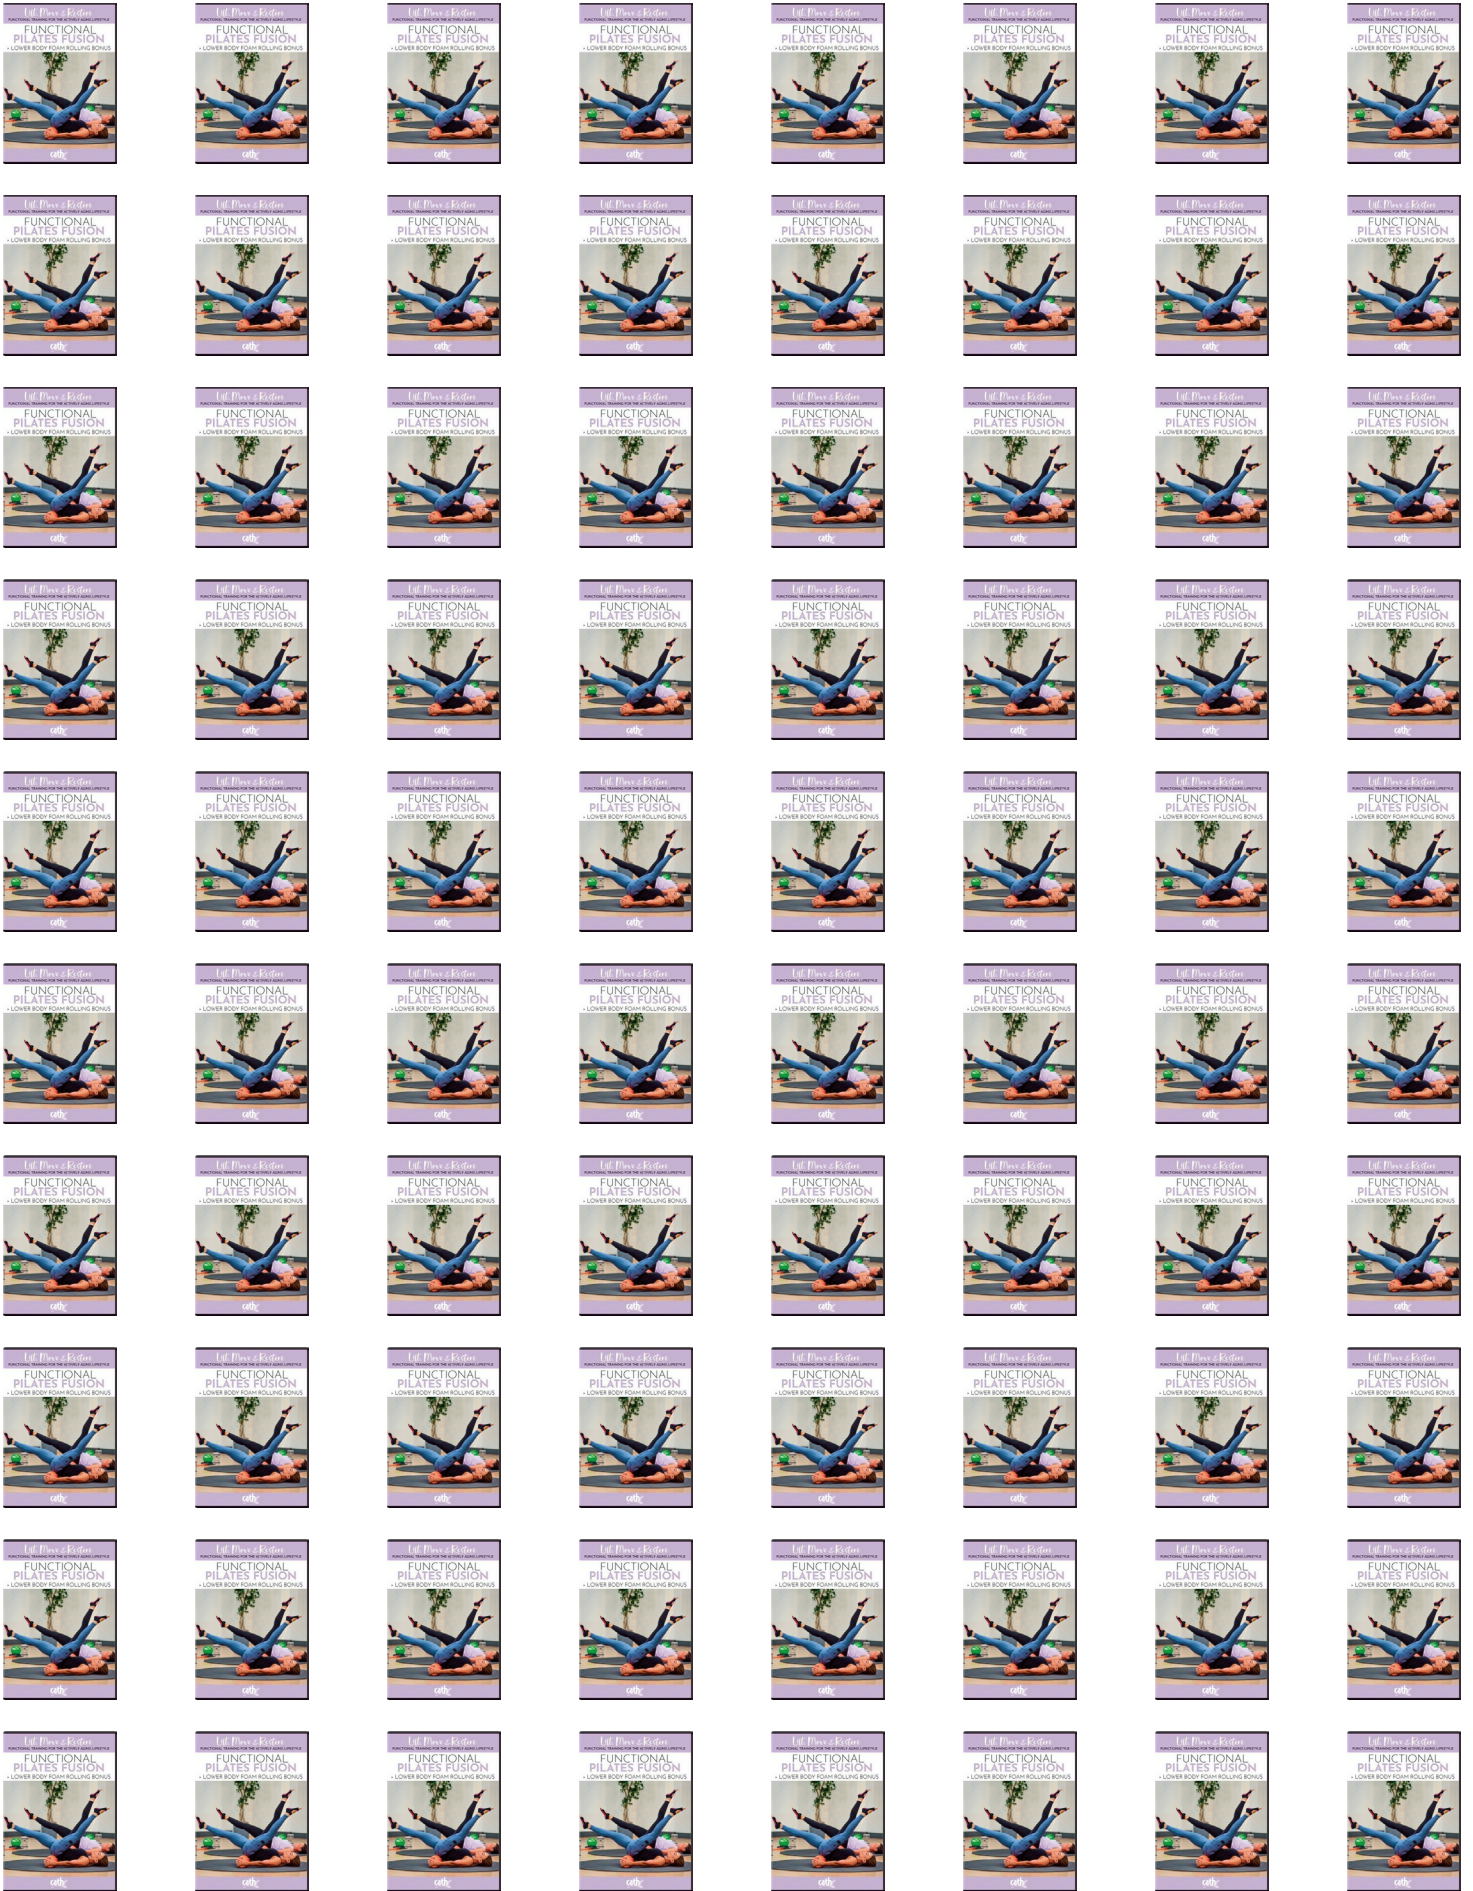 Lift, Move & Restore
FUNCTIONAL TRAINING FOR THE ACTIVELY AGING LIFESTYLE
FUNCTIONAL
PILATES FUSION
+ LOWER BODY FOAM ROLLING BONUS
cathe